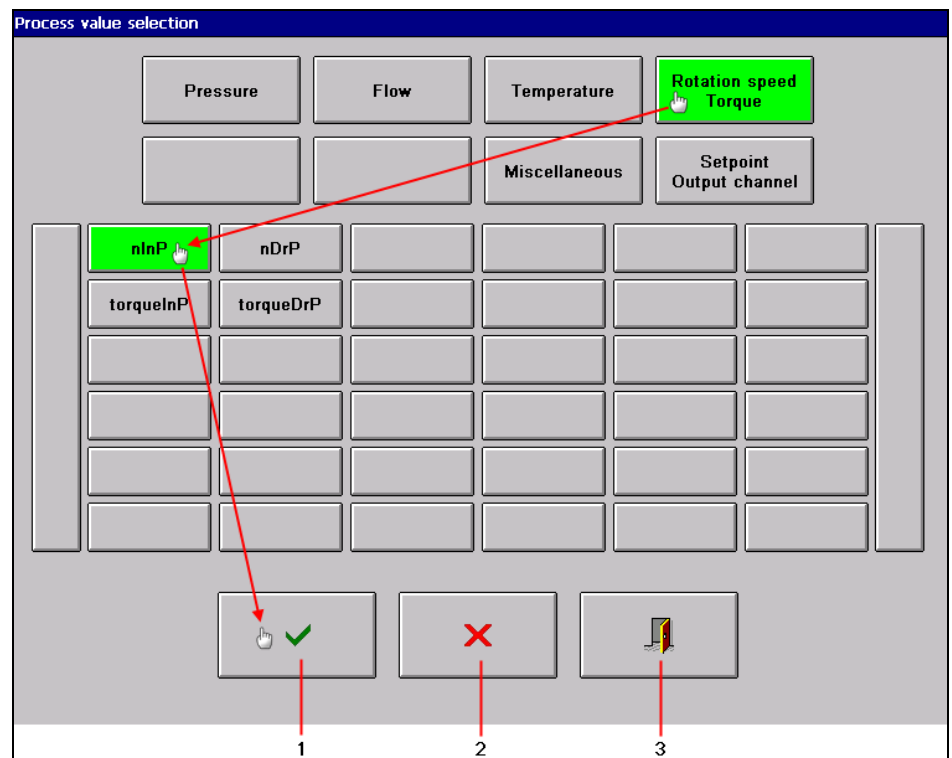 Process value selection
Pressure
Flow
Temperature
Rotation speed
Torque
Miscellaneous
Setpoint
Output channel
nInP
nDrP
torqueInP
torqueDrP
1
2
3